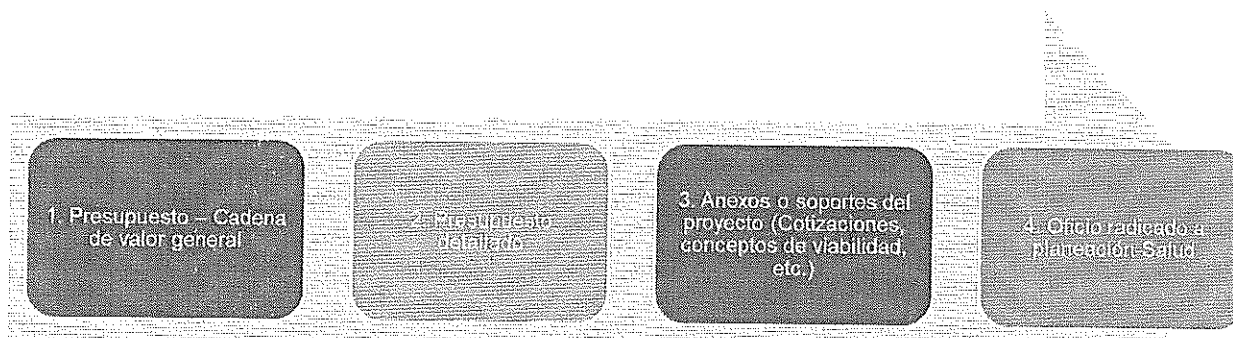 1. Presupuesto – Cadena
de valor general
2. Presupuesto
detallado
3. Anexos o soportes del
proyecto (Cotizaciones,
conceptos de viabilidad,
etc.)
4. Oficio radicado a
planeación Salud